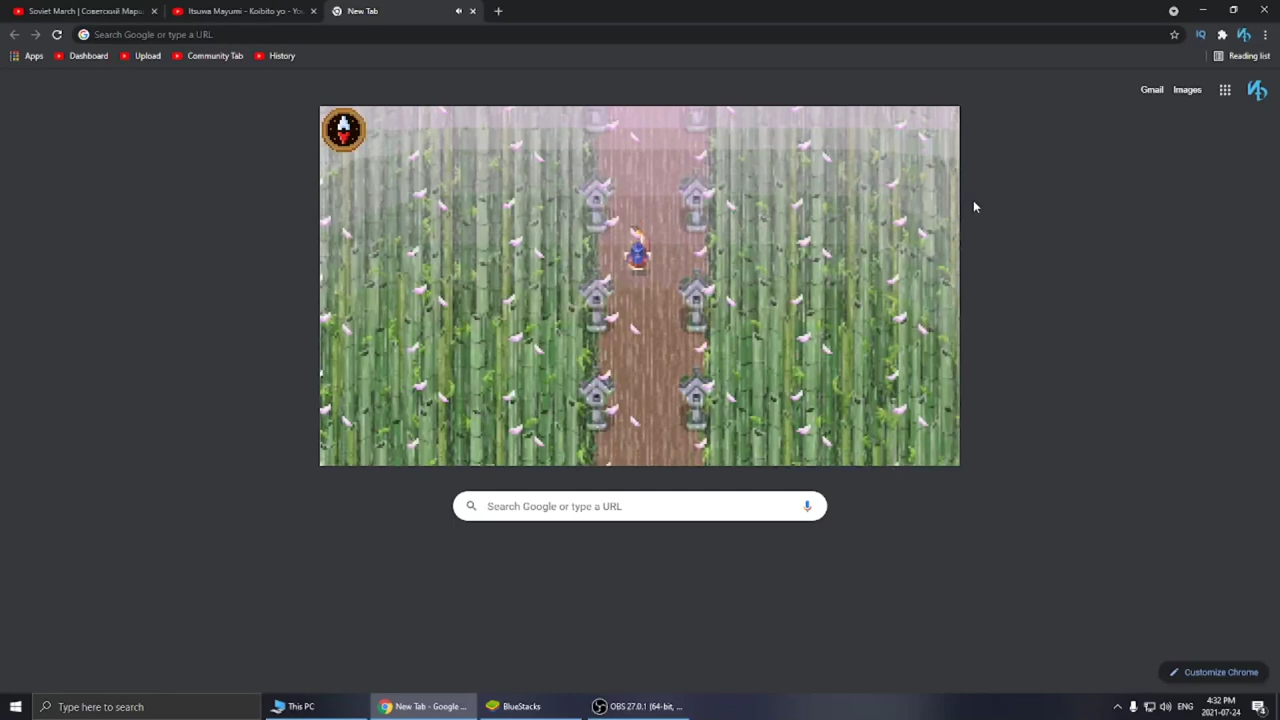 Soviet March | Советский Марш
Itsuwa Mayumi - Koibito yo - You
New Tab
Search Google or type a URL
Apps
Dashboard
Upload
Community Tab
History
Reading list
Gmail
Images
Search Google or type a URL
Customize Chrome
Type here to search
This PC
New Tab - Google ...
BlueStacks
OBS 27.0.1 (64-bit, ...
ENG
4:32 PM
2021-07-24